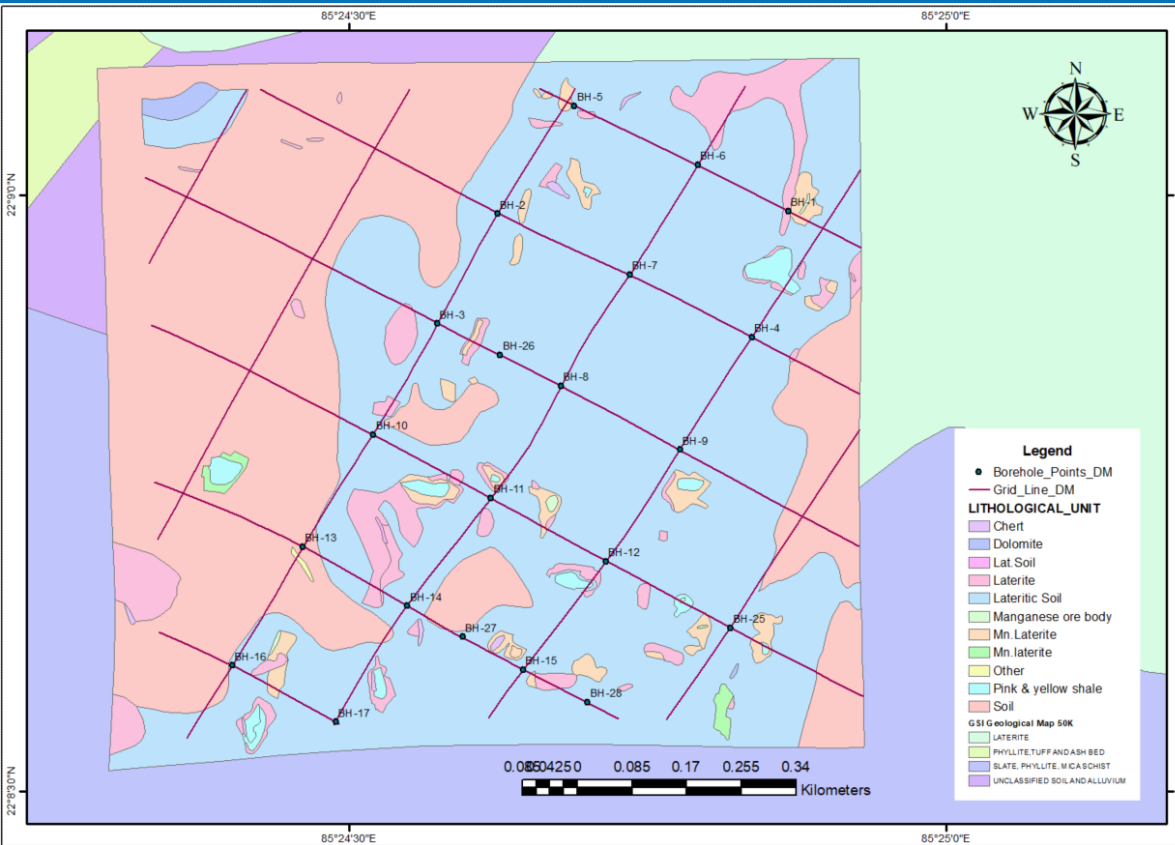 85°24'30"E
85°25'0"E
22°9'0"N
22°8'30"N
N
W E
S
BH-5
BH-6
BH-1
BH-2
BH-7
BH-3
BH-4
BH-26
BH-8
BH-10
BH-9
BH-11
BH-13
BH-12
BH-14
BH-25
BH-27
BH-16
BH-15
BH-28
BH-17
Legend
Borehole_Points_DM
Grid_Line_DM
LITHOLOGICAL_UNIT
Chert
Dolomite
Lat.Soil
Laterite
Lateritic Soil
Manganese ore body
Mn.Laterite
Mn.laterite
Other
Pink & yellow shale
Soil
GSI Geological Map 50K
LATERITE
PHYLLITE,TUFF AND ASH BED
SLATE, PHYLLITE, MICA SCHIST
UNCLASSIFIED SOIL AND ALLUVIUM
0.085 0.17 0.255 0.34
Kilometers
85°24'30"E
85°25'0"E